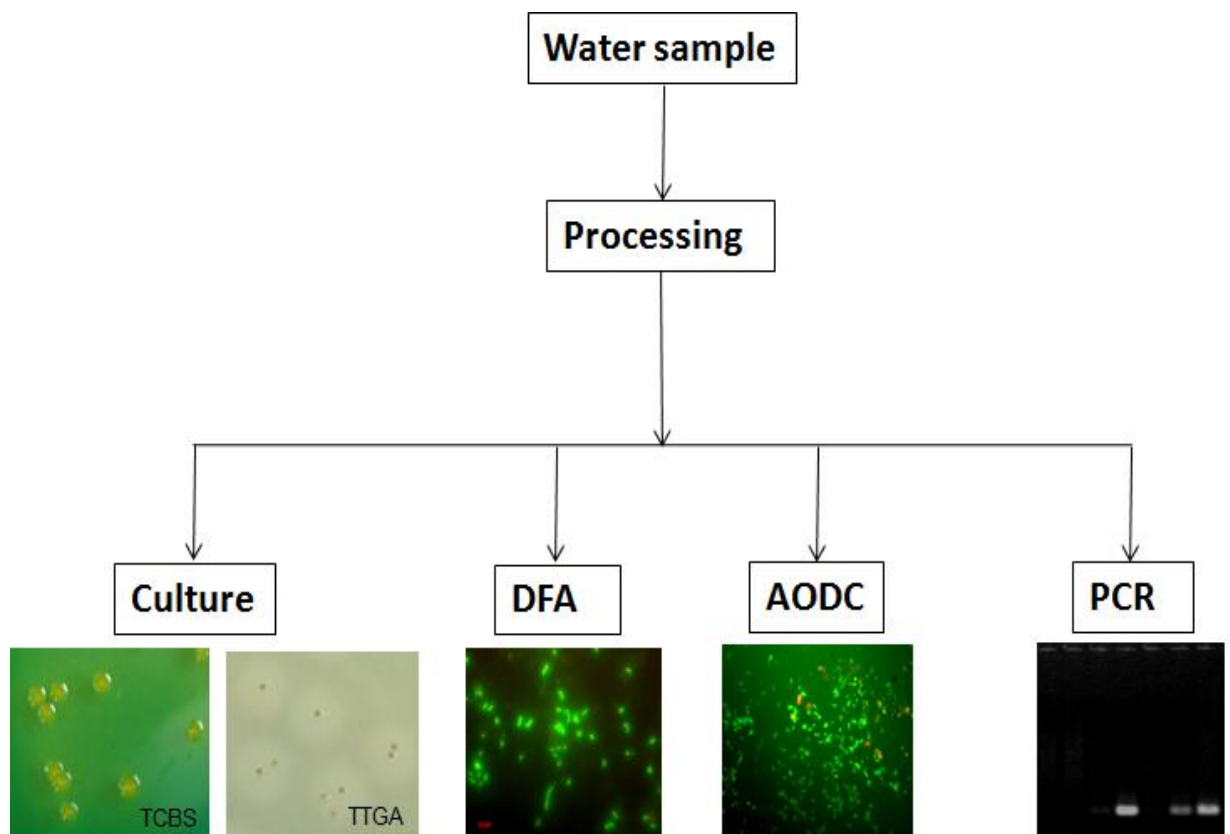 Water sample
Processing
Culture
DFA
AODC
PCR
TCBS
TTGA